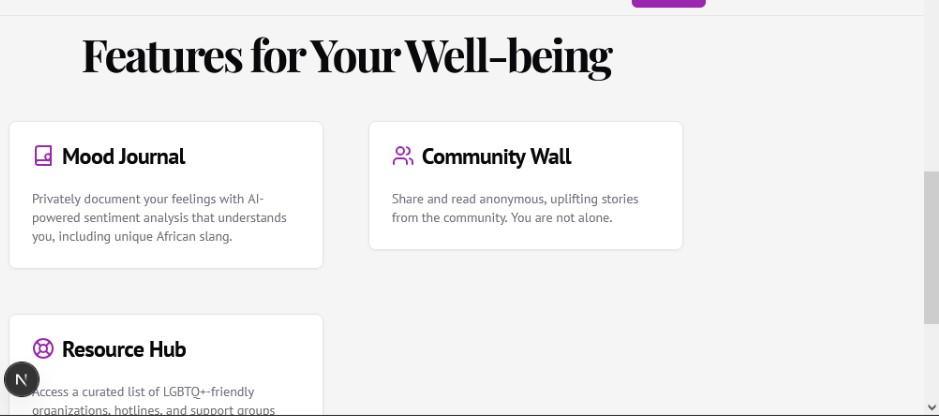 Features for Your Well-being
Mood Journal
Privately document your feelings with AI-
powered sentiment analysis that understands
you, including unique African slang.
Community Wall
Share and read anonymous, uplifting stories
from the community. You are not alone.
Resource Hub
N
Access a curated list of LGBTQ+-friendly
organizations, hotlines, and support groups